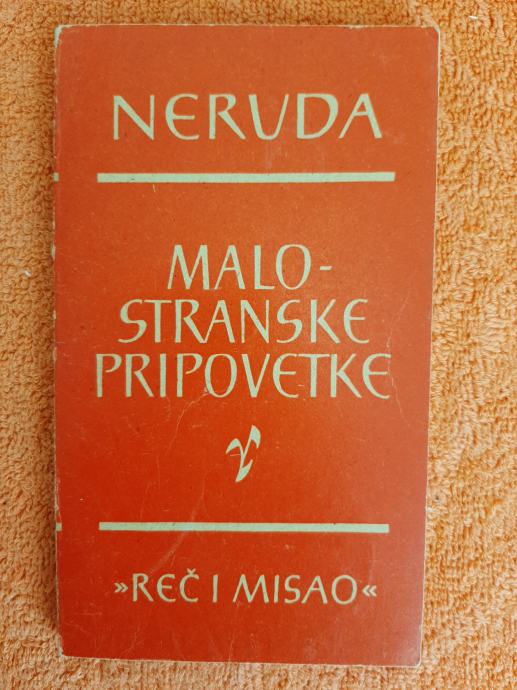 NERUDA
MALO-
STRANSKE
PRIPOVETKE
»REČ I MISAO«